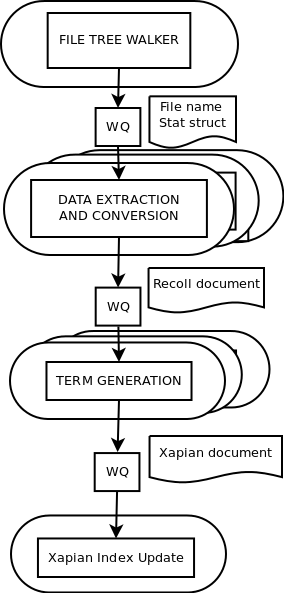 FILE TREE WALKER
WQ
File name
Stat struct
DATA EXTRACTION
AND CONVERSION
WQ
Recoll document
TERM GENERATION
WQ
Xapian document
Xapian Index Update